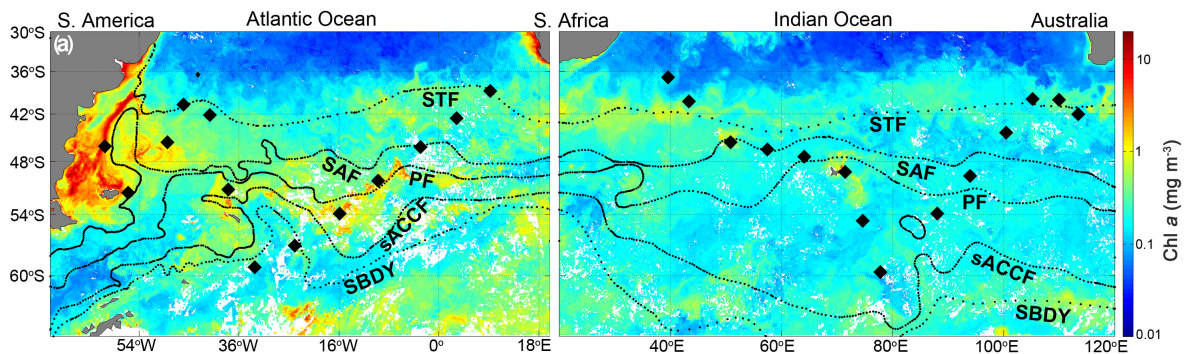 S. America Atlantic Ocean S. Africa Indian Ocean Australia
(a)
30°S
36°S
42°S
48°S
54°S
60°S
STF
SAF
PF
sACCF
SBDY
STF
SAF
PF
sACCF
SBDY
54°W 36°W 16°W 0°W 18°E 40°E 60°E 80°E 100°E 120°E
10
1
0.1
0.01
Chl a (mg m⁻³)